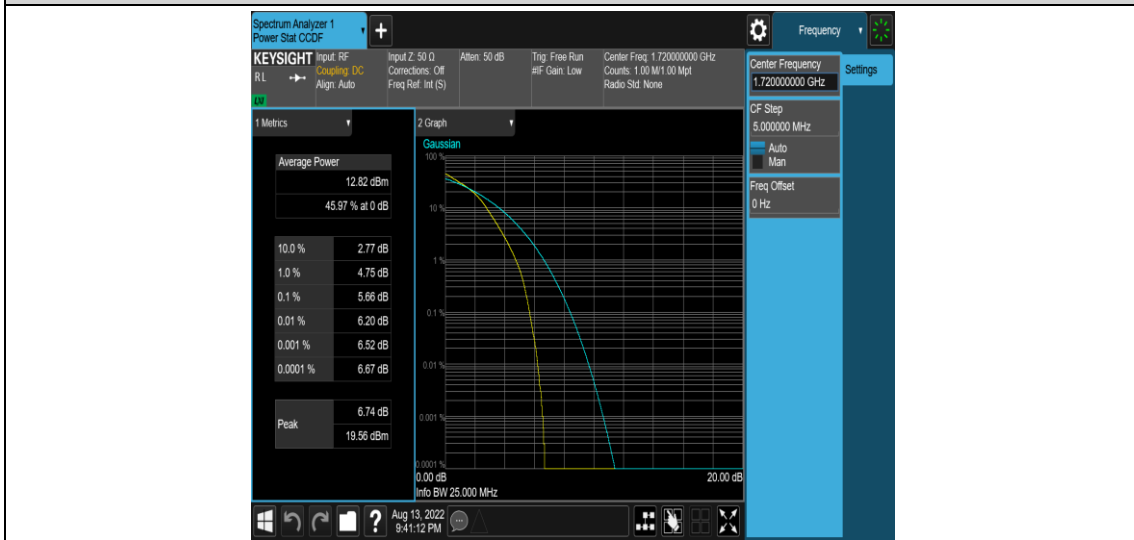 Spectrum Analyzer 1
Power Stat CCDF
Frequency
KEYSIGHT
RL
LXI
Input: RF
Coupling: DC
Align: Auto
Input Z: 50 Ω
Corrections: Off
Freq Ref: Int (S)
Atten: 50 dB
Trig: Free Run
#IF Gain: Low
Center Freq: 1.720000000 GHz
Counts: 1.00 M/1.00 Mpt
Radio Std: None
Center Frequency
1.720000000 GHz
Settings
CF Step
5.000000 MHz
Auto
Man
Freq Offset
0 Hz
1 Metrics
Average Power
12.82 dBm
45.97 % at 0 dB
10.0 % 2.77 dB
1.0 % 4.75 dB
0.1 % 5.66 dB
0.01 % 6.20 dB
0.001 % 6.52 dB
0.0001 % 6.67 dB
Peak
6.74 dB
19.56 dBm
2 Graph
Gaussian
100 %
10 %
1 %
0.1 %
0.01 %
0.001 %
0.0001 %
0.00 dB 20.00 dB
Info BW 25.000 MHz
?
Aug 13, 2022
9:41:12 PM